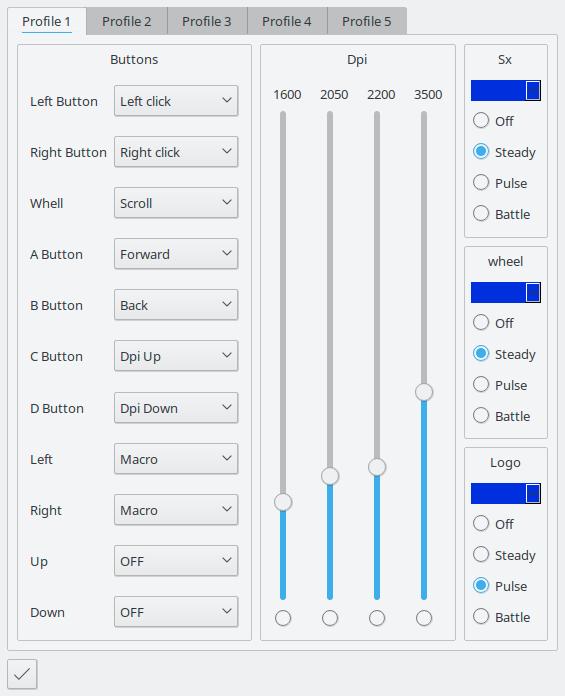 Profile 1 Profile 2 Profile 3 Profile 4 Profile 5
Buttons
Left Button Left click
Right Button Right click
Whell Scroll
A Button Forward
B Button Back
C Button Dpi Up
D Button Dpi Down
Left Macro
Right Macro
Up OFF
Down OFF
Dpi
1600 2050 2200 3500
Sx
Off
Steady
Pulse
Battle
wheel
Off
Steady
Pulse
Battle
Logo
Off
Steady
Pulse
Battle